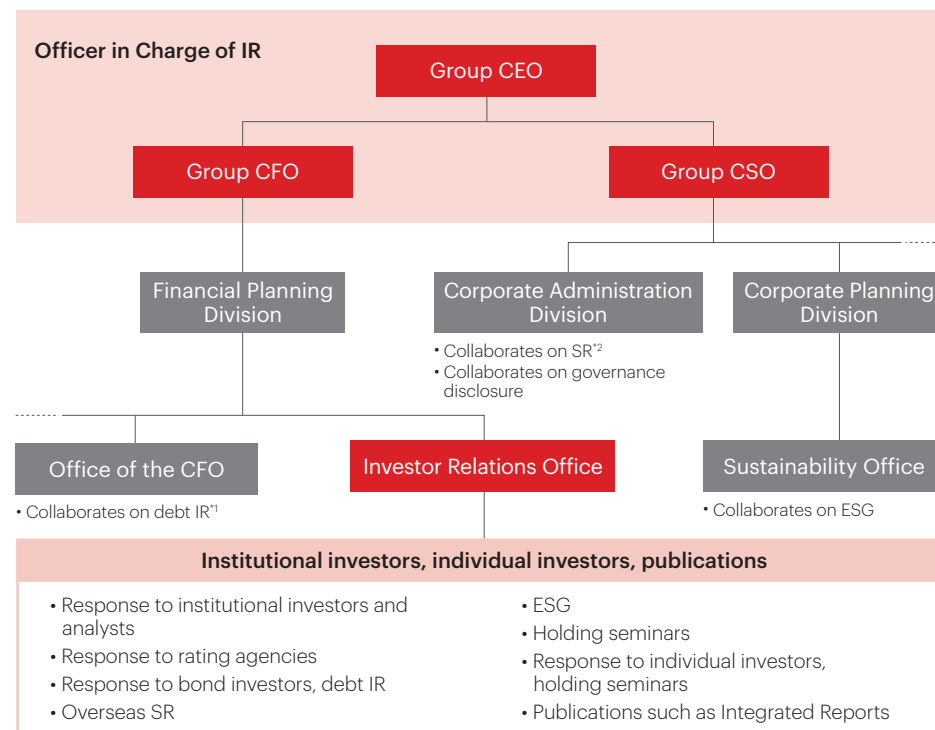 Officer in Charge of IR
Group CEO
Group CFO
Group CSO
Financial Planning
Division
Corporate Administration
Division
• Collaborates on SR*2
• Collaborates on governance
disclosure
Corporate Planning
Division
Office of the CFO
• Collaborates on debt IR*1
Investor Relations Office
Sustainability Office
• Collaborates on ESG
Institutional investors, individual investors, publications
• Response to institutional investors and
analysts
• Response to rating agencies
• Response to bond investors, debt IR
• Overseas SR
• ESG
• Holding seminars
• Response to individual investors,
holding seminars
• Publications such as Integrated Reports